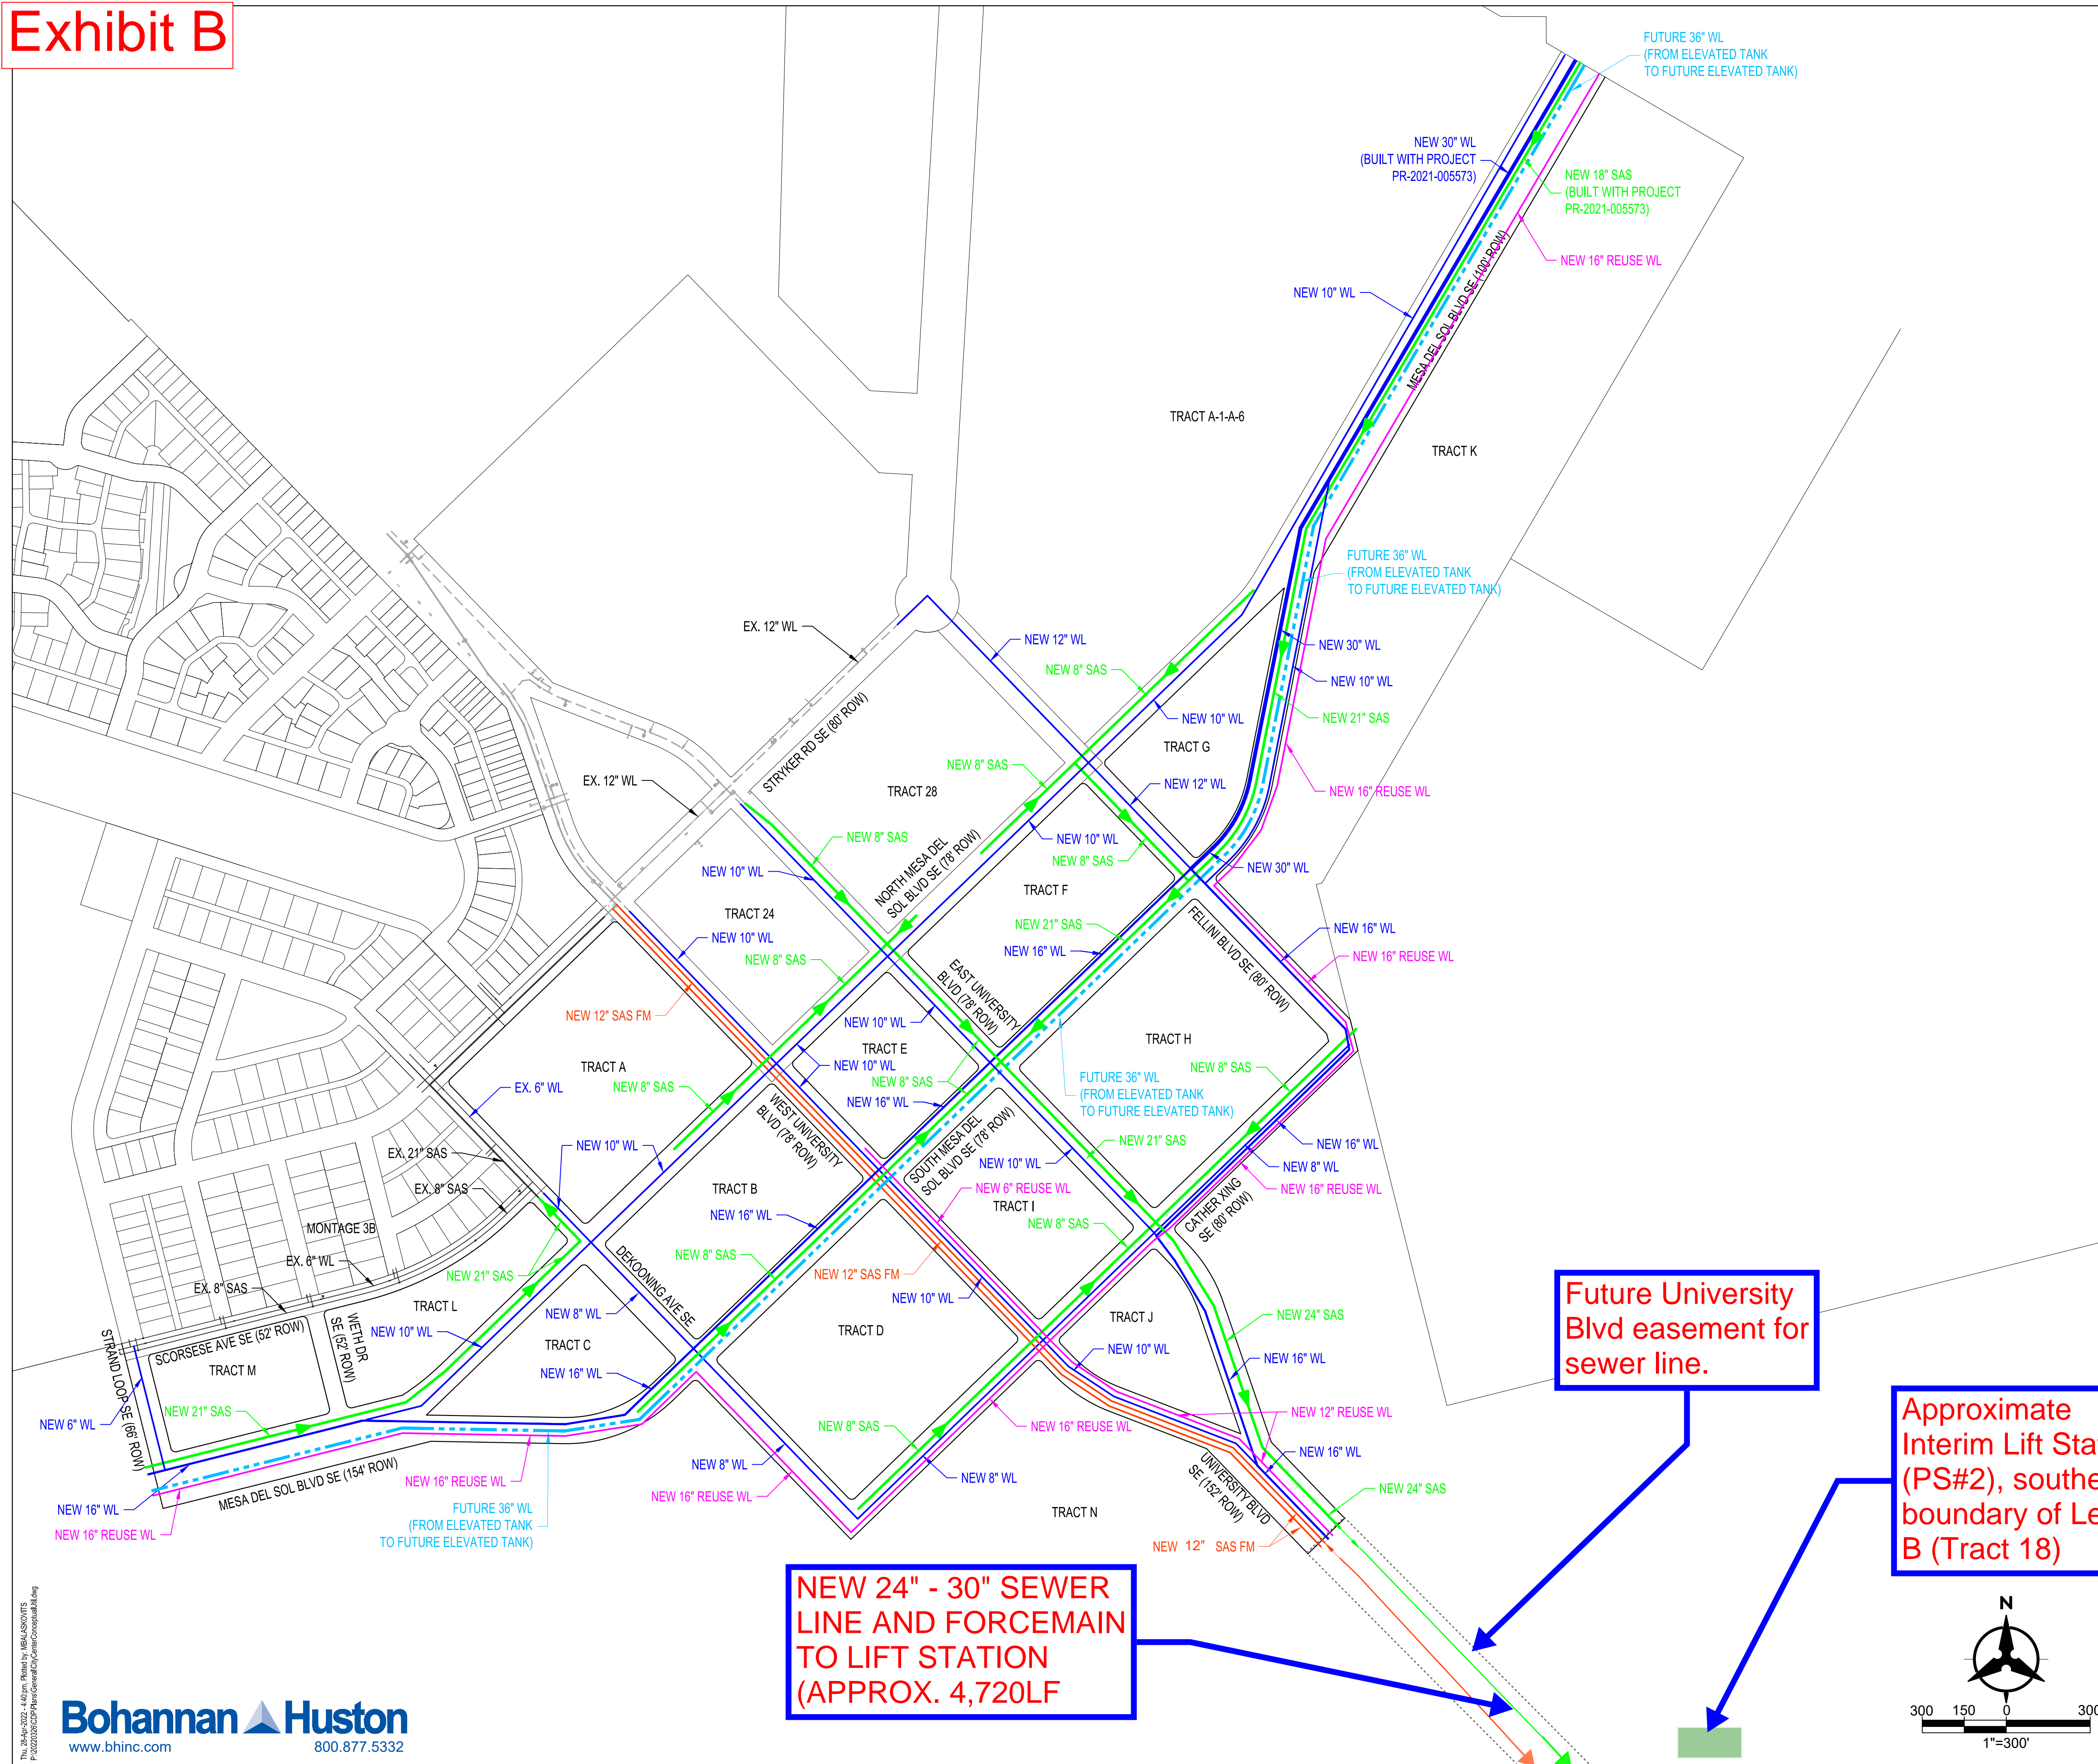 Exhibit B
FUTURE 36" WL
(FROM ELEVATED TANK
TO FUTURE ELEVATED TANK)
NEW 30" WL
(BUILT WITH PROJECT
PR-2021-005573)
NEW 18" SAS
(BUILT WITH PROJECT
PR-2021-005573)
NEW 16" REUSE WL
NEW 10" WL
MESA DEL SOL BLVD SE (100' ROW)
TRACT A-1-A-6
TRACT K
FUTURE 36" WL
(FROM ELEVATED TANK
TO FUTURE ELEVATED TANK)
EX. 12" WL
NEW 12" WL
NEW 8" SAS
NEW 30" WL
NEW 10" WL
NEW 10" WL
NEW 21" SAS
STRYKER RD SE (80' ROW)
TRACT G
NEW 8" SAS
EX. 12" WL
TRACT 28
NEW 12" WL
NEW 16" REUSE WL
NEW 8" SAS
NORTH MESA DEL
SOL BLVD SE (78' ROW)
NEW 10" WL
NEW 8" SAS
NEW 10" WL
NEW 30" WL
TRACT F
TRACT 24
FELLINI BLVD SE (80' ROW)
NEW 10" WL
NEW 21" SAS
NEW 16" WL
NEW 8" SAS
NEW 16" WL
NEW 16" REUSE WL
EAST UNIVERSITY
BLVD (78' ROW)
NEW 12" SAS FM
NEW 10" WL
TRACT E
TRACT H
NEW 10" WL
TRACT A
NEW 8" SAS
NEW 8" SAS
NEW 8" SAS
EX. 6" WL
FUTURE 36" WL
(FROM ELEVATED TANK
TO FUTURE ELEVATED TANK)
NEW 16" WL
WEST UNIVERSITY
BLVD (78' ROW)
SOUTH MESA DEL
SOL BLVD SE (78' ROW)
NEW 10" WL
NEW 21" SAS
NEW 16" WL
EX. 21" SAS
NEW 10" WL
NEW 8" WL
EX. 8" SAS
TRACT B
NEW 6" REUSE WL
NEW 16" REUSE WL
TRACT I
MONTAGE 3B
NEW 16" WL
NEW 8" SAS
CATHER XING
SE (80' ROW)
EX. 6" WL
NEW 8" SAS
DEKOONING AVE SE
NEW 21" SAS
NEW 12" SAS FM
EX. 8" SAS
NEW 10" WL
TRACT L
NEW 8" WL
TRACT J
NEW 24" SAS
Future University
Blvd easement for
sewer line.
SCORSESE AVE SE (52' ROW)
WETH DR
SE (52' ROW)
NEW 10" WL
TRACT C
TRACT D
NEW 10" WL
NEW 16" WL
STRAND LOOP SE (66' ROW)
TRACT M
NEW 16" WL
NEW 6" WL
NEW 21" SAS
NEW 8" SAS
NEW 16" REUSE WL
NEW 12" REUSE WL
Approximate
Interim Lift Sta
(PS#2), southe
boundary of Le
B (Tract 18)
NEW 16" WL
NEW 8" WL
NEW 8" WL
NEW 16" REUSE WL
MESA DEL SOL BLVD SE (154' ROW)
NEW 16" REUSE WL
UNIVERSITY BLVD
SE (152' ROW)
NEW 24" SAS
NEW 16" WL
NEW 16" REUSE WL
FUTURE 36" WL
(FROM ELEVATED TANK
TO FUTURE ELEVATED TANK)
TRACT N
NEW 12" SAS FM
NEW 24" - 30" SEWER
LINE AND FORCEMAIN
TO LIFT STATION
(APPROX. 4,720LF
N
300 150 0 300
1"=300'
Thu, 28-Apr-2022 - 4:40:pm, Plotted by: MBALASKOVITS
P:\20220326\CDP\Plans\General\CityCenterConceptualUtil.dwg
Bohannan Huston
www.bhinc.com 800.877.5332